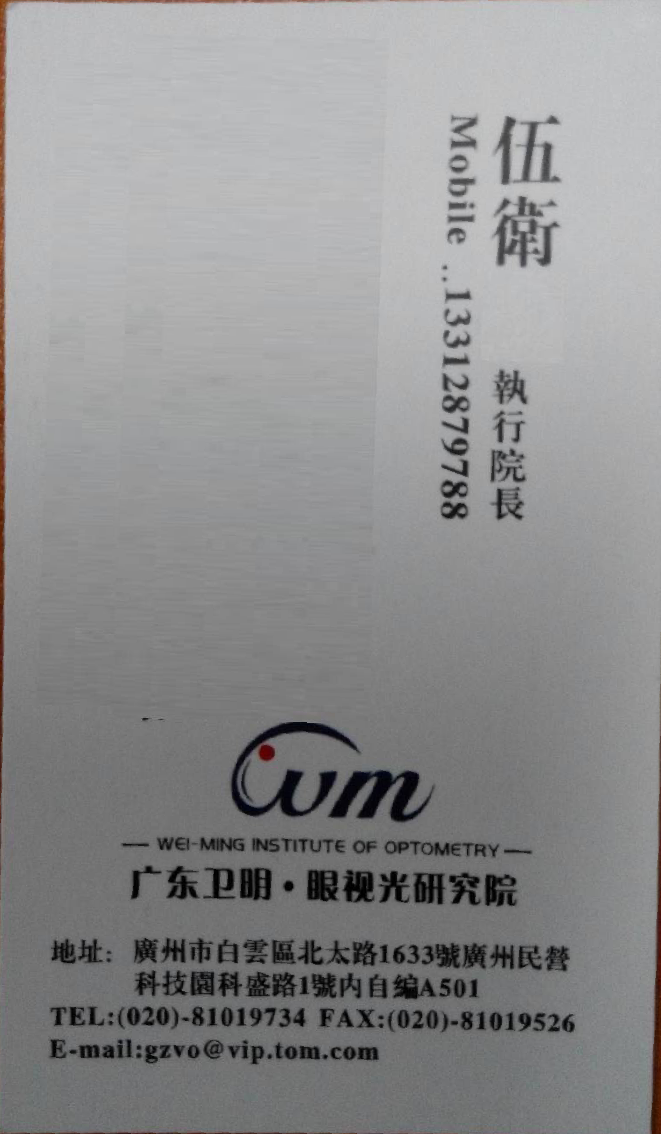 伍衛
執行院長
Mobile ..13312879788
wm
WEI-MING INSTITUTE OF OPTOMETRY
广东卫明·眼视光研究院
地址：廣州市白雲區北太路1633號廣州民營
科技園科盛路1號内自编A501
TEL:(020)-81019734 FAX:(020)-81019526
E-mail:gzvo@vip.tom.com